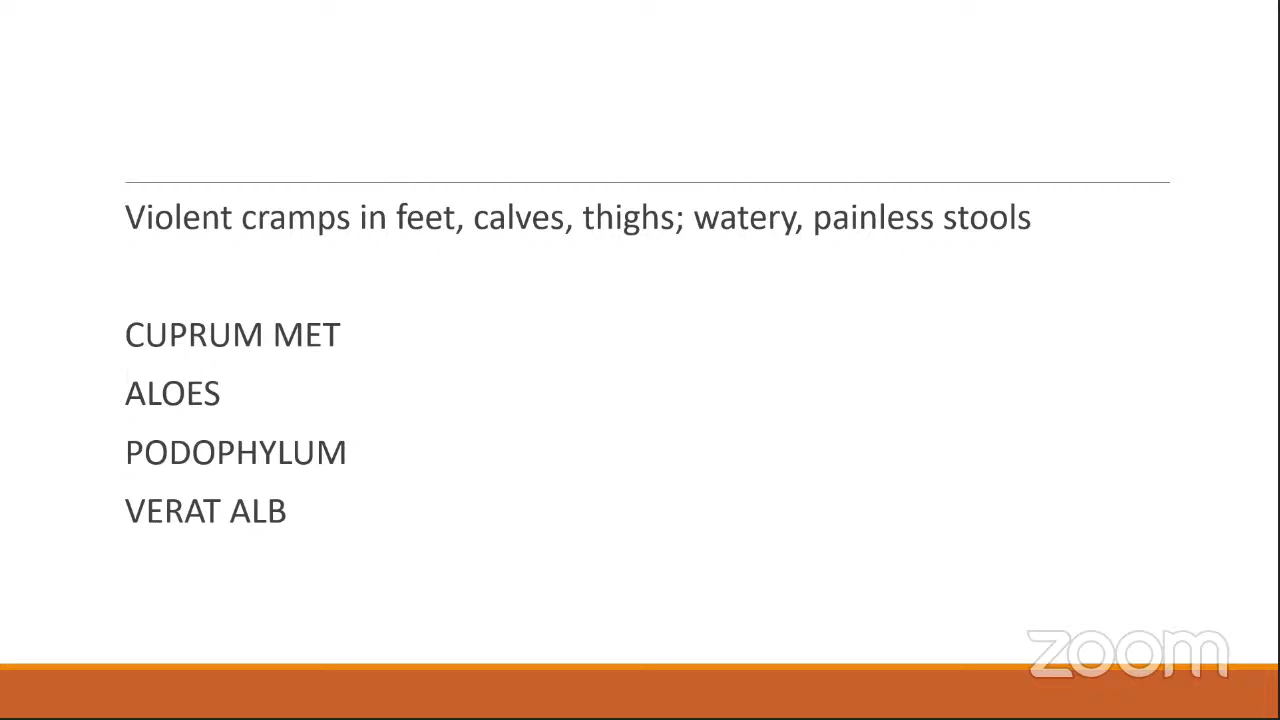 Violent cramps in feet, calves, thighs; watery, painless stools
CUPRUM MET
ALOES
PODOPHYLUM
VERAT ALB
zoom